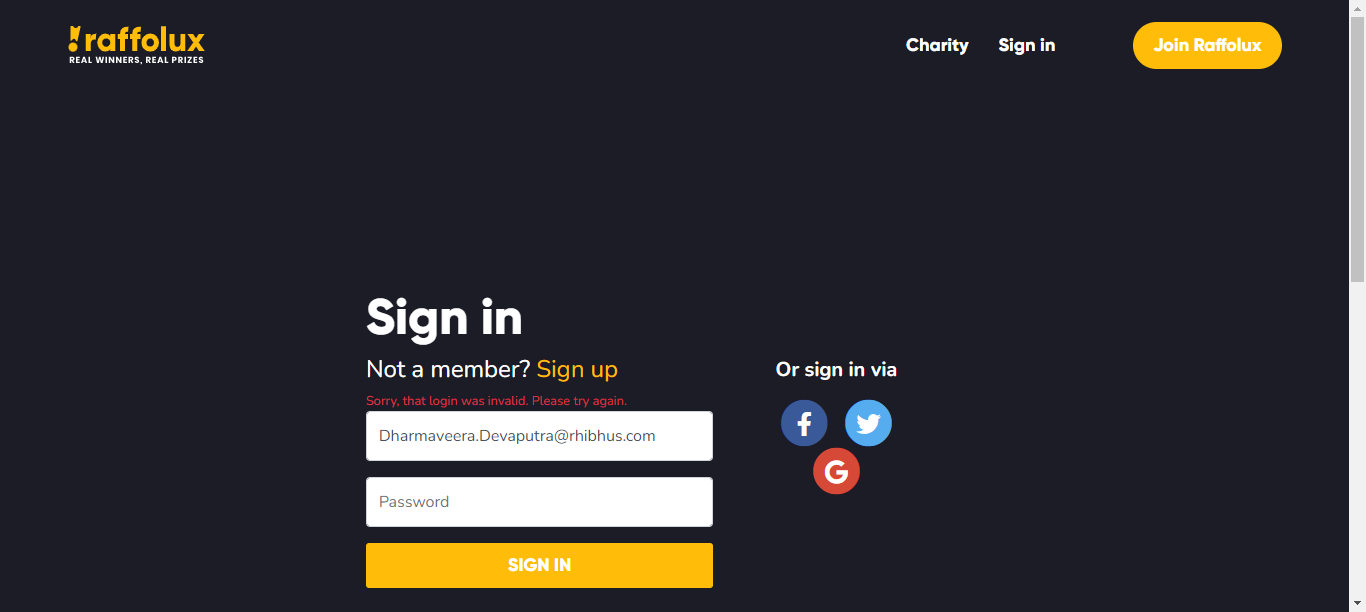 raffolux
REAL WINNERS, REAL PRIZES
Charity
Sign in
Join Raffolux
Sign in
Not a member? Sign up
Sorry, that login was invalid. Please try again.
Dharmaveera.Devaputra@rhibhus.com
Password
SIGN IN
Or sign in via